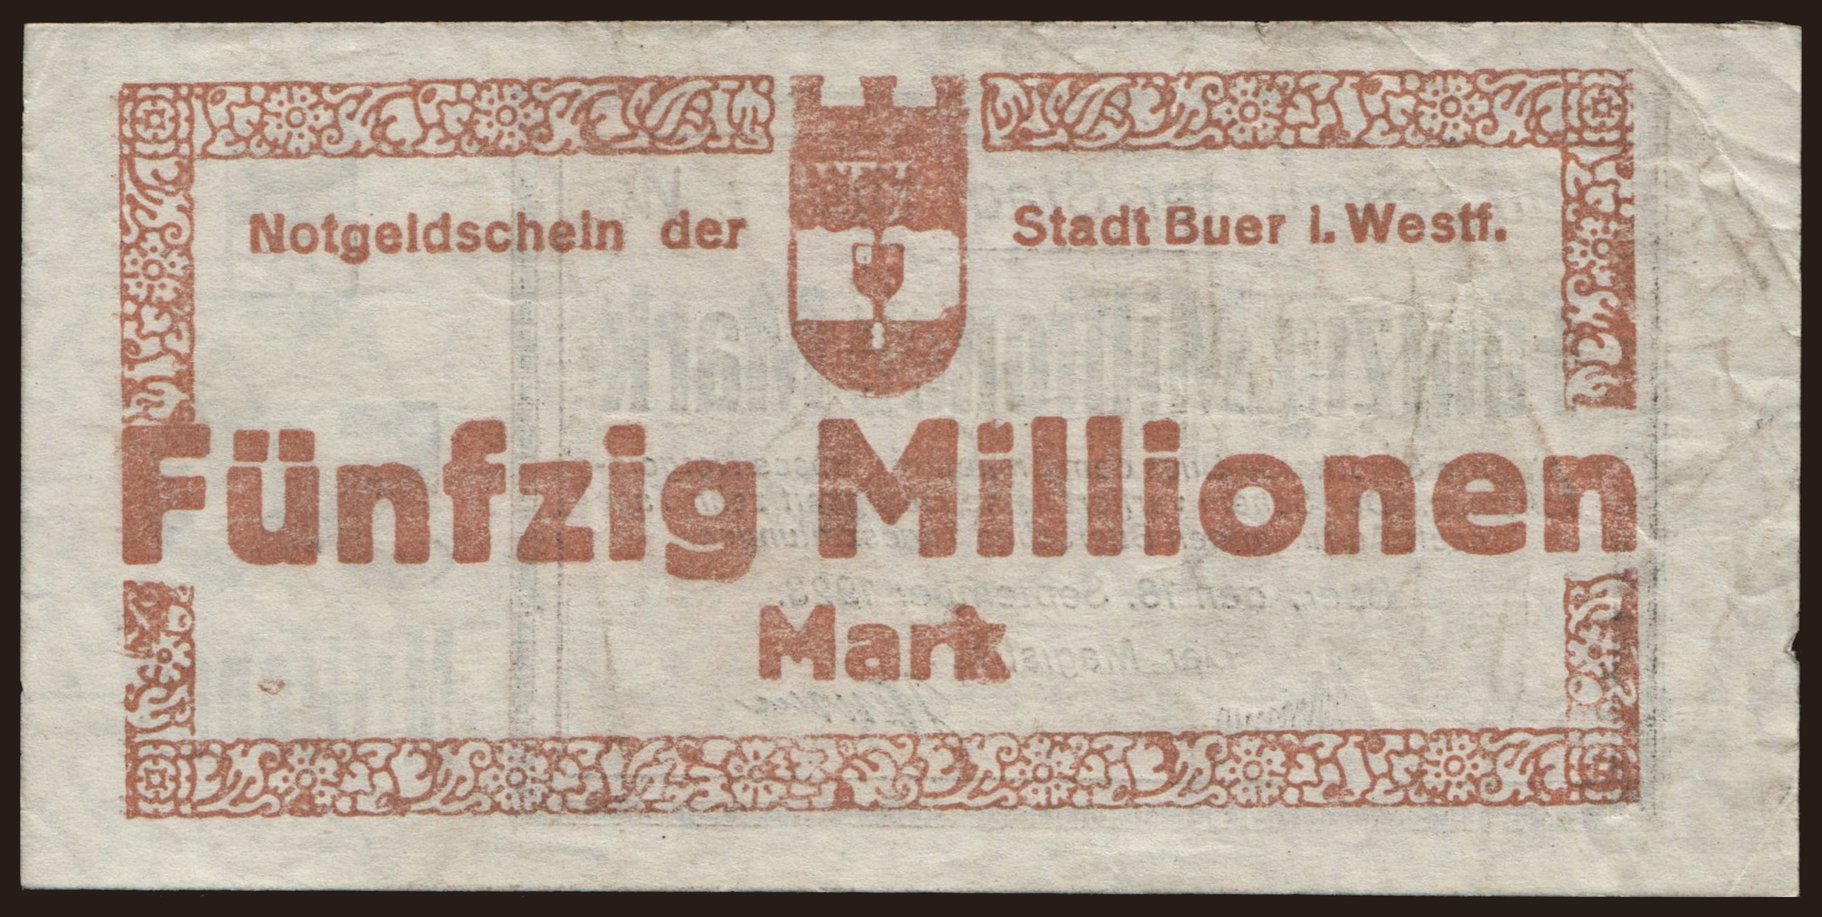 Notgeldschein der Stadt Buer i. Westf.
Fünfzig Millionen
Mark